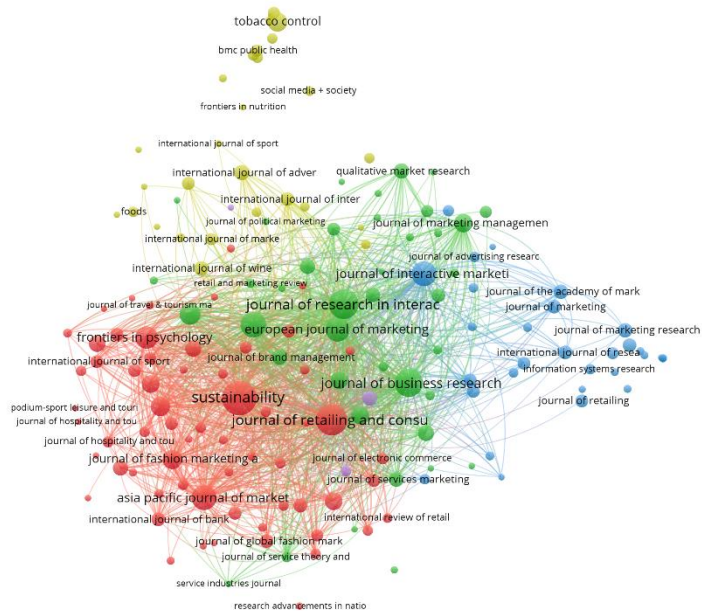 tobacco control
bmc public health
social media + society
frontiers in nutrition
international journal of sport
international journal of adver
qualitative market research
international journal of inter
foods
journal of political marketing
journal of marketing managemen
international journal of marke
journal of advertising researc
international journal of wine
journal of interactive marketi
retail and marketing review
journal of the academy of mark
journal of travel & tourism ma
journal of research in interac
journal of marketing
frontiers in psychology
european journal of marketing
journal of marketing research
international journal of sport
journal of brand management
international journal of resea
information systems research
journal of business research
sustainability
journal of retailing
podium-sport leisure and touri
journal of hospitality and tou
journal of retailing and consu
journal of hospitality and tou
journal of fashion marketing a
journal of electronic commerce
journal of services marketing
asia pacific journal of market
international journal of bank
international review of retail
journal of global fashion mark
journal of service theory and
service industries journal
research advancements in natio